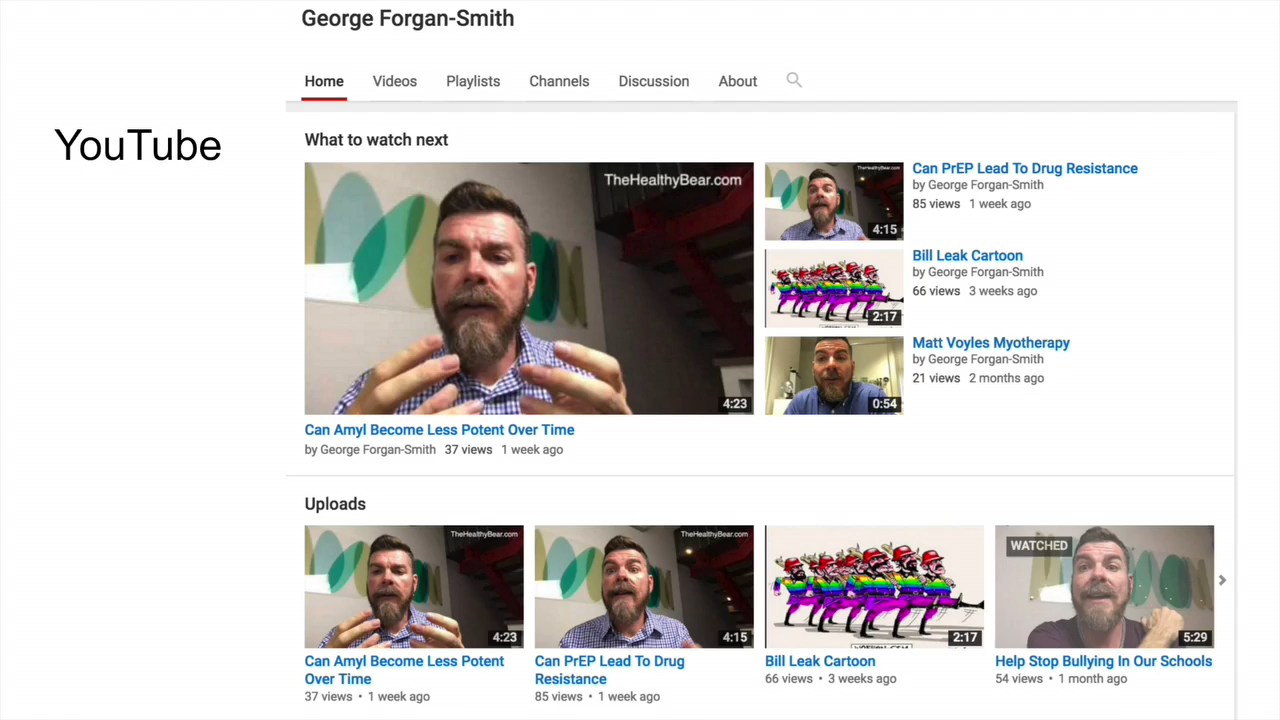 George Forgan-Smith
Home Videos Playlists Channels Discussion About
YouTube
What to watch next
TheHealthyBear.com
4:23
Can Amyl Become Less Potent Over Time
by George Forgan-Smith 37 views 1 week ago
TheHealthyBear.com
4:15
Can PrEP Lead To Drug Resistance
by George Forgan-Smith
85 views 1 week ago
2:17
Bill Leak Cartoon
by George Forgan-Smith
66 views 3 weeks ago
0:54
Matt Voyles Myotherapy
by George Forgan-Smith
21 views 2 months ago
Uploads
TheHealthyBear.com
4:23
Can Amyl Become Less Potent
Over Time
37 views • 1 week ago
TheHealthyBear.com
4:15
Can PrEP Lead To Drug
Resistance
85 views • 1 week ago
2:17
Bill Leak Cartoon
66 views • 3 weeks ago
WATCHED
5:29
Help Stop Bullying In Our Schools
54 views • 1 month ago